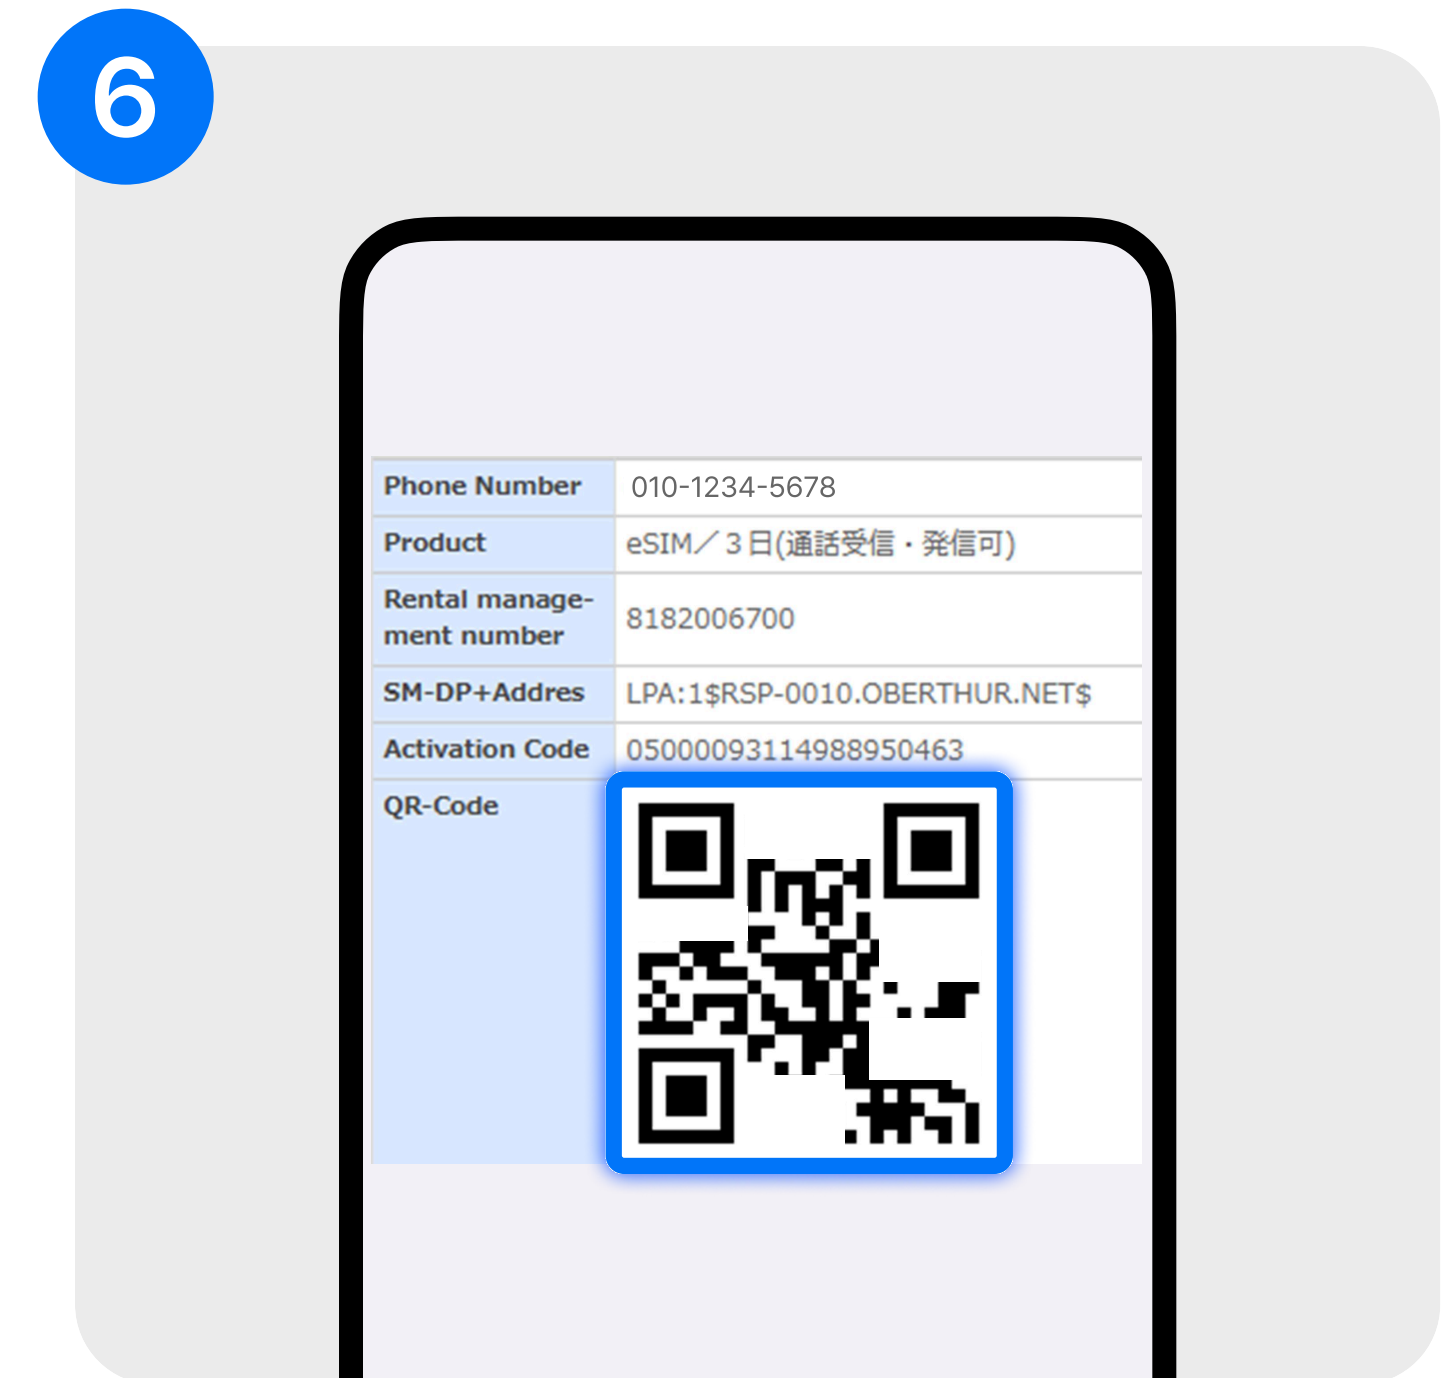 6
Phone Number 010-1234-5678
Product eSIM／３日(通話受信・発信可)
Rental manage-
ment number 8182006700
SM-DP+Addres LPA:1$RSP-0010.OBERTHUR.NET$
Activation Code 05000093114988950463
QR-Code